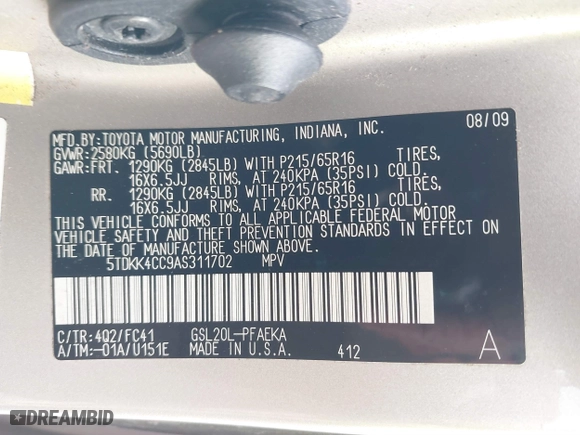 MFD.BY:TOYOTA MOTOR MANUFACTURING, INDIANA, INC. 08/09
GVWR:2580KG (5690LB)
GAWR:FRT. 1290KG (2845LB) WITH P215/65R16 TIRES,
16X6.5JJ RIMS, AT 240KPA (35PSI) COLD.
RR. 1290KG (2845LB) WITH P215/65R16 TIRES,
16X6.5JJ RIMS, AT 240KPA (35PSI) COLD.
THIS VEHICLE CONFORMS TO ALL APPLICABLE FEDERAL MOTOR
VEHICLE SAFETY AND THEFT PREVENTION STANDARDS IN EFFECT ON
THE DATE OF MANUFACTURE SHOWN ABOVE.
5TDKK4CC9AS311702 MPV
C/TR:4Q2/FC41 GSL20L-PFAEKA
A/TM:-01A/U151E MADE IN U.S.A. 412 A
DREAMBID